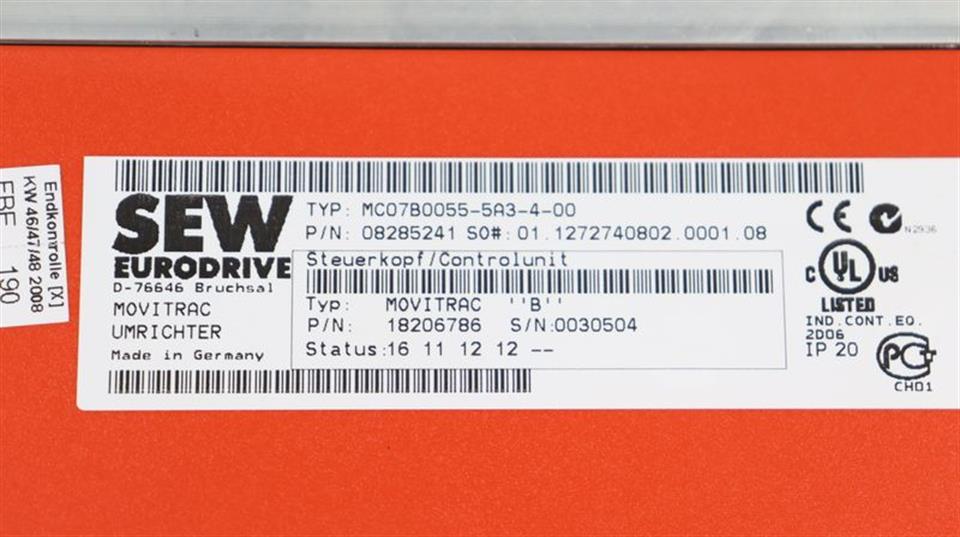 Endkontrolle [X]
KW 46/47/48 2008
EBE 190
SEW
EURODRIVE
D-76646 Bruchsal
MOVITRAC
UMRICHTER
Made in Germany
TYP: MC07B0055-5A3-4-00
P/N: 08285241 SO#: 01.1272740802.0001.08
Steuerkopf/Controlunit
Typ: MOVITRAC ''B''
P/N: 18206786 S/N:0030504
Status:16 11 12 12 --
CE
N2936
C UL US
LISTED
IND.CONT.EQ.
2D06
IP 20
PCT
CH01